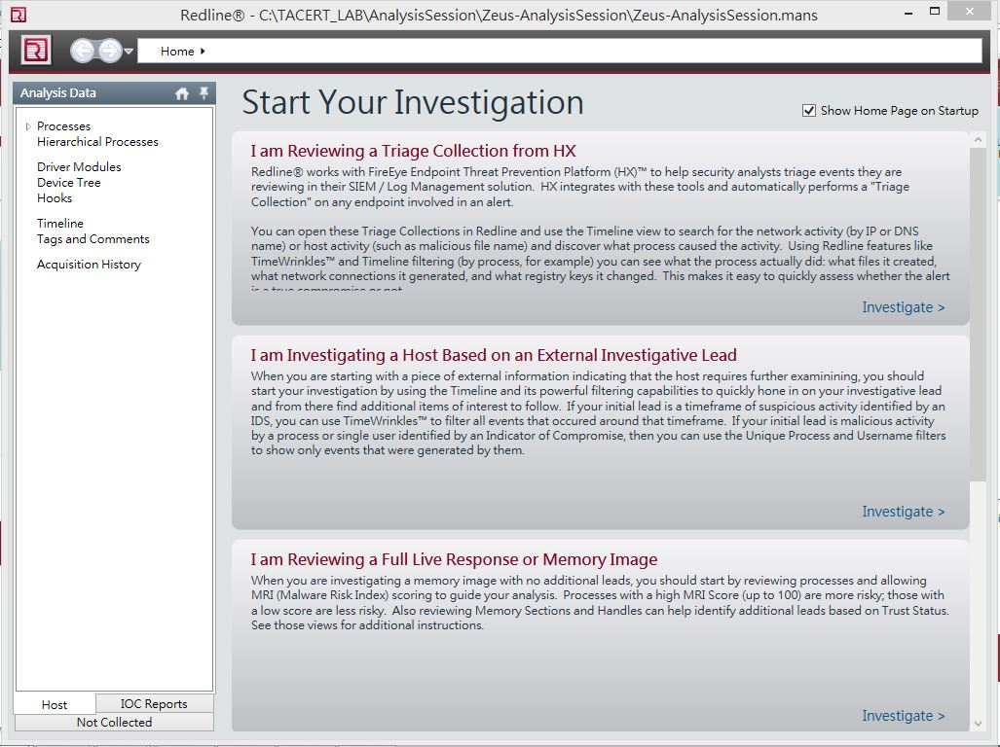 Redline® - C:\TACERT_LAB\AnalysisSession\Zeus-AnalysisSession\Zeus-AnalysisSession.mans
R
Home
Analysis Data
Processes
Hierarchical Processes
Driver Modules
Device Tree
Hooks
Timeline
Tags and Comments
Acquisition History
Host
IOC Reports
Not Collected
Start Your Investigation
Show Home Page on Startup
I am Reviewing a Triage Collection from HX
Redline® works with FireEye Endpoint Threat Prevention Platform (HX)™ to help security analysts triage events they are
reviewing in their SIEM / Log Management solution.  HX integrates with these tools and automatically performs a "Triage
Collection" on any endpoint involved in an alert.
You can open these Triage Collections in Redline and use the Timeline view to search for the network activity (by IP or DNS
name) or host activity (such as malicious file name) and discover what process caused the activity.  Using Redline features like
TimeWrinkles™ and Timeline filtering (by process, for example) you can see what the process actually did: what files it created,
what network connections it generated, and what registry keys it changed.  This makes it easy to quickly assess whether the alert
is a true compromise or not
Investigate >
I am Investigating a Host Based on an External Investigative Lead
When you are starting with a piece of external information indicating that the host requires further examinining, you should
start your investigation by using the Timeline and its powerful filtering capabilities to quickly hone in on your investigative lead
and from there find additional items of interest to follow.  If your initial lead is a timeframe of suspicious activity identified by an
IDS, you can use TimeWrinkles™ to filter all events that occured around that timeframe.  If your initial lead is malicious activity
by a process or single user identified by an Indicator of Compromise, then you can use the Unique Process and Username filters
to show only events that were generated by them.
Investigate >
I am Reviewing a Full Live Response or Memory Image
When you are investigating a memory image with no additional leads, you should start by reviewing processes and allowing
MRI (Malware Risk Index) scoring to guide your analysis.  Processes with a high MRI Score (up to 100) are more risky; those with
a low score are less risky.  Also reviewing Memory Sections and Handles can help identify additional leads based on Trust Status.
See those views for additional instructions.
Investigate >